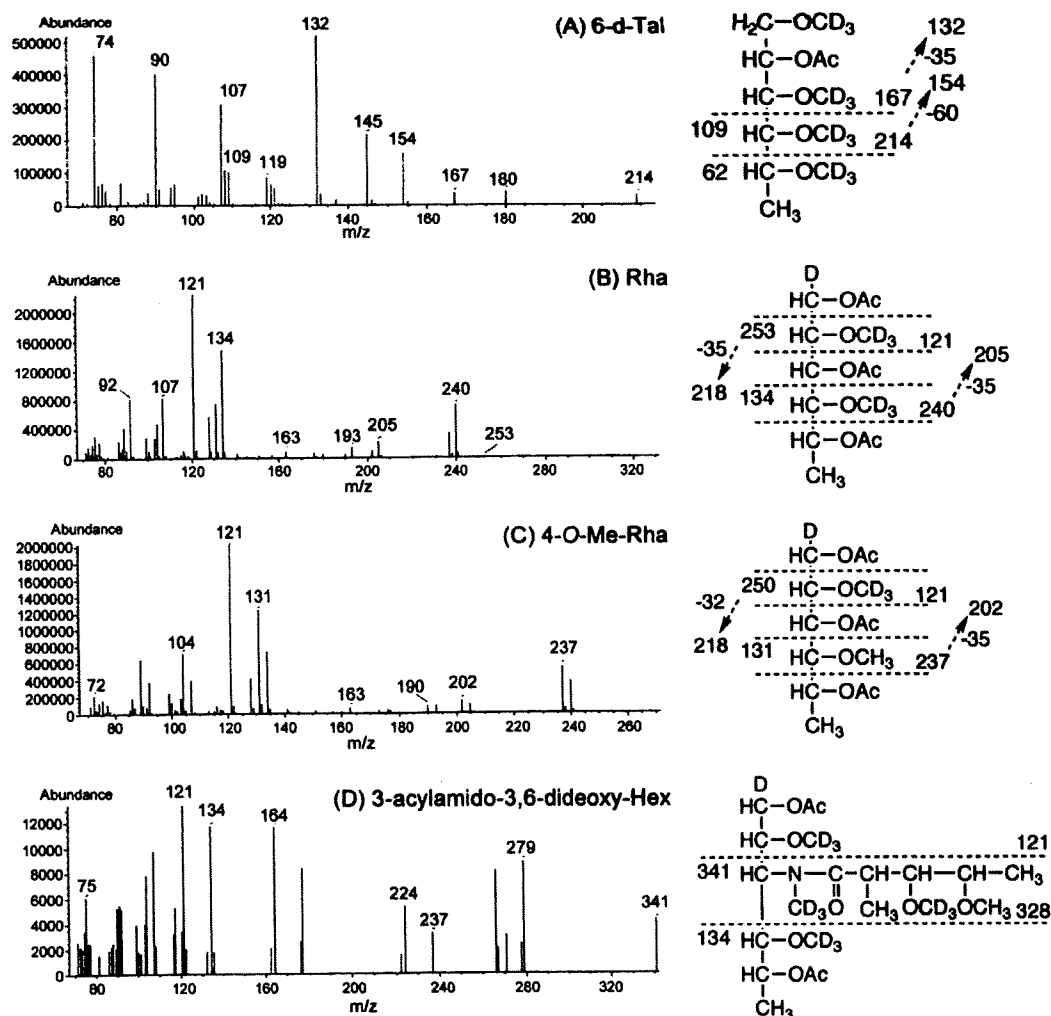 Abundance
(A) 6-d-Tal
500000
400000
300000
200000
100000
0
74
90
107
109
119
132
145
154
167
180
214
80 100 120 140 160 180 200
m/z
H₂C–OCD₃
HC–OAc
HC–OCD₃
HC–OCD₃
HC–OCD₃
CH₃
132
-35
154
167
-60
109
214
62
Abundance
(B) Rha
2000000
1600000
1200000
800000
400000
0
92
107
121
134
163
193
205
240
253
80 100 120 140 160 180 200 220 240 260 280 300 320
m/z
D
HC–OAc
HC–OCD₃
HC–OAc
HC–OCD₃
HC–OAc
CH₃
253
-35
218
134
121
205
-35
240
Abundance
(C) 4-O-Me-Rha
2000000
1800000
1600000
1400000
1200000
1000000
800000
600000
400000
200000
0
72
104
121
131
163
190
202
237
80 100 120 140 160 180 200 220 240 260
m/z
D
HC–OAc
HC–OCD₃
HC–OAc
HC–OCH₃
HC–OAc
CH₃
250
-32
218
131
121
202
-35
237
Abundance
(D) 3-acylamido-3,6-dideoxy-Hex
12000
10000
8000
6000
4000
2000
0
75
121
134
164
224
237
279
341
80 120 160 200 240 280 320
m/z
D
HC–OAc
HC–OCD₃
121
341 HC–N–C–CH–CH–CH–CH₃
CD₃ O CH₃ OCD₃ OCH₃ 328
134 HC–OCD₃
HC–OAc
CH₃